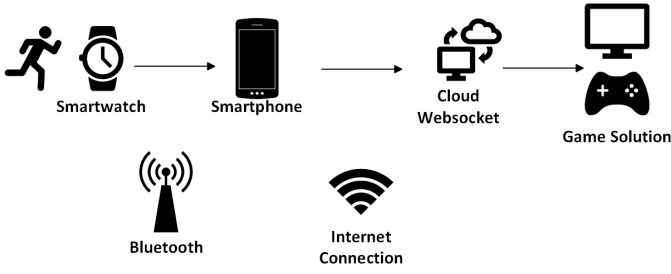 Smartwatch
Smartphone
Cloud
Websocket
Game Solution
Bluetooth
Internet
Connection